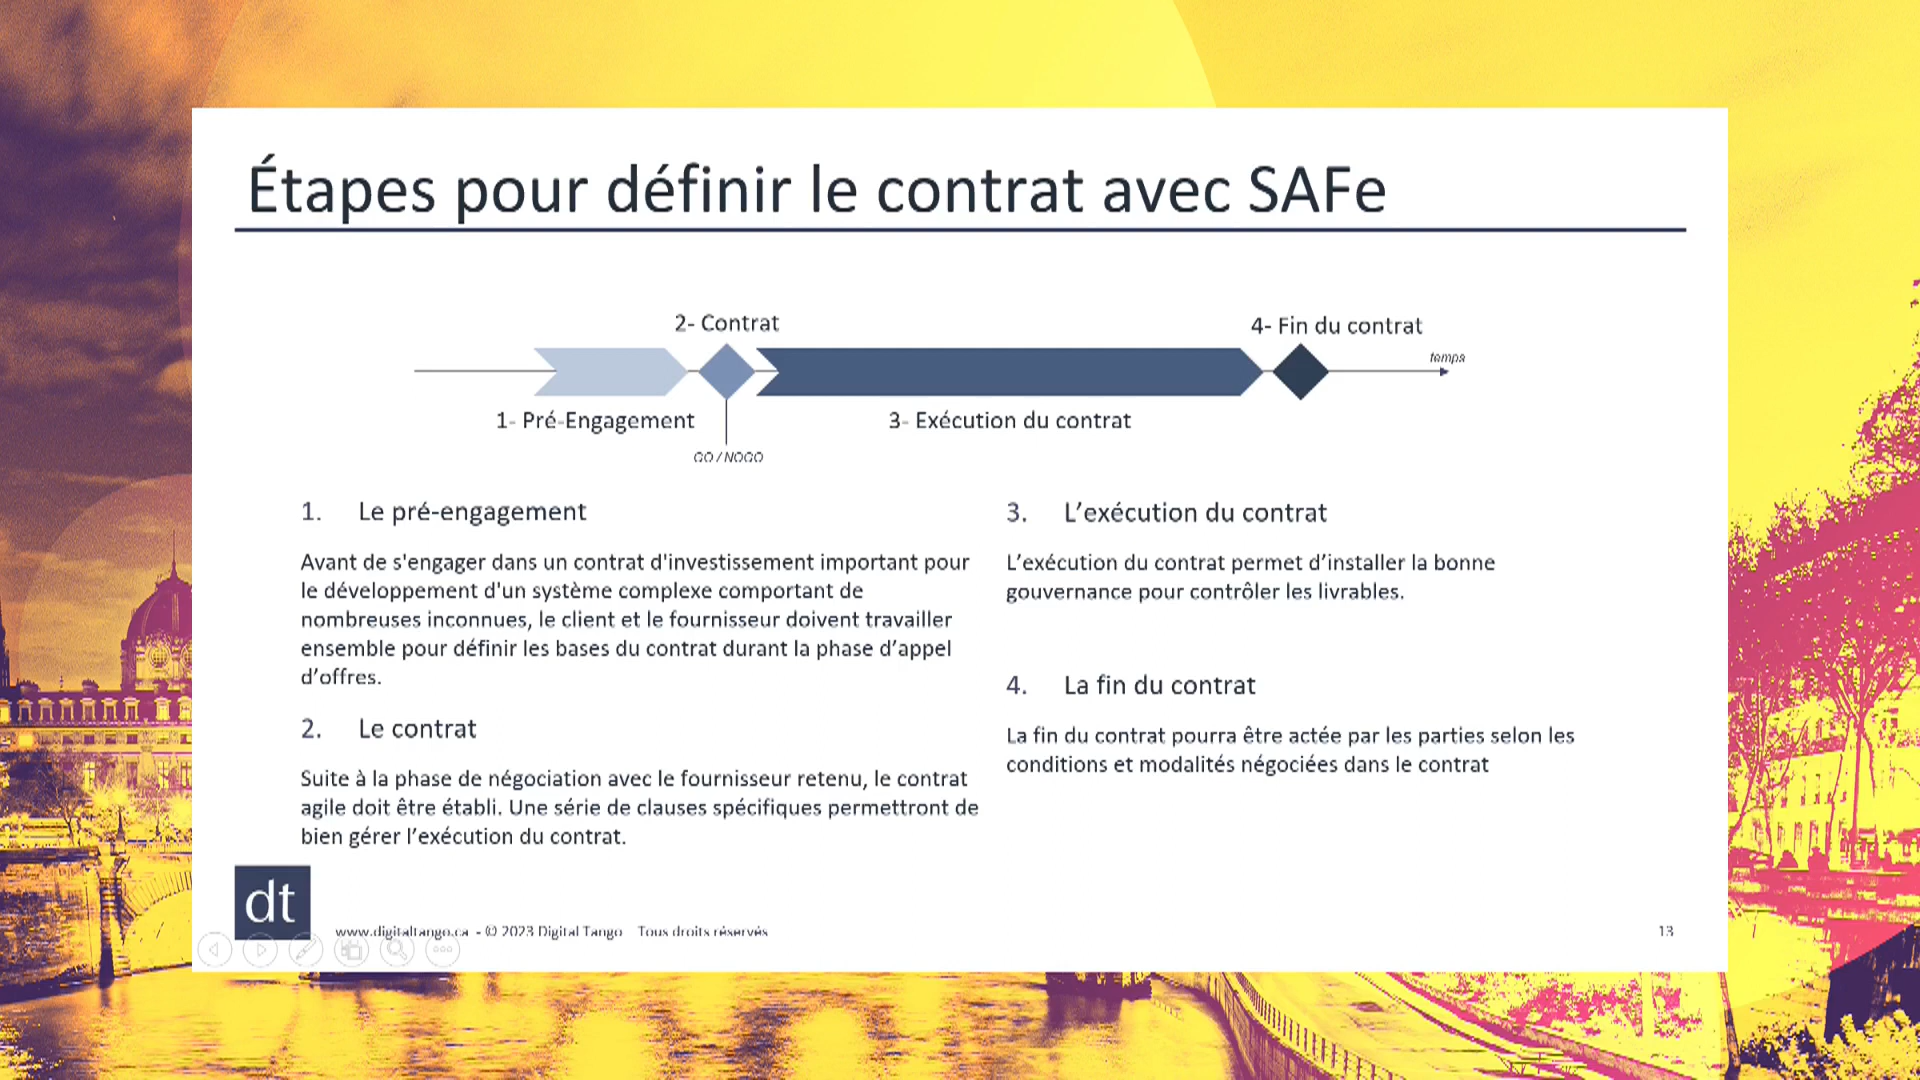 Étapes pour définir le contrat avec SAFe
2- Contrat
4- Fin du contrat
temps
1- Pré-Engagement
3- Exécution du contrat
GO / NOGO
1. Le pré-engagement
Avant de s'engager dans un contrat d'investissement important pour
le développement d'un système complexe comportant de
nombreuses inconnues, le client et le fournisseur doivent travailler
ensemble pour définir les bases du contrat durant la phase d’appel
d’offres.
2. Le contrat
Suite à la phase de négociation avec le fournisseur retenu, le contrat
agile doit être établi. Une série de clauses spécifiques permettront de
bien gérer l’exécution du contrat.
3. L’exécution du contrat
L’exécution du contrat permet d’installer la bonne
gouvernance pour contrôler les livrables.
4. La fin du contrat
La fin du contrat pourra être actée par les parties selon les
conditions et modalités négociées dans le contrat
dt
www.digitaltango.ca - © 2023 Digital Tango Tous droits réservés
13